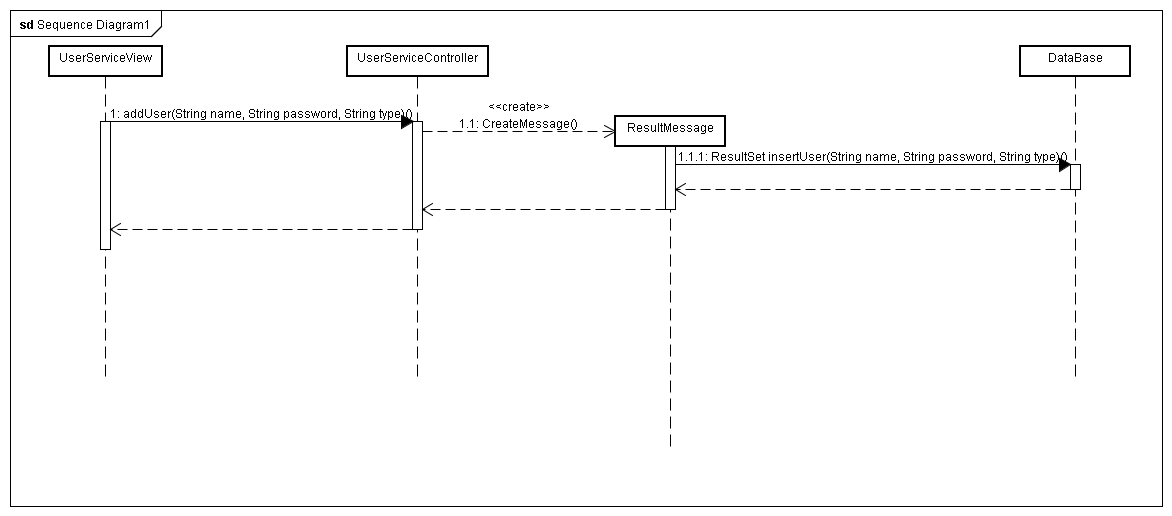 sd Sequence Diagram1
UserServiceView
UserServiceController
DataBase
1: addUser(String name, String password, String type)()
<<create>>
1.1: CreateMessage()
ResultMessage
1.1.1: ResultSet insertUser(String name, String password, String type)()